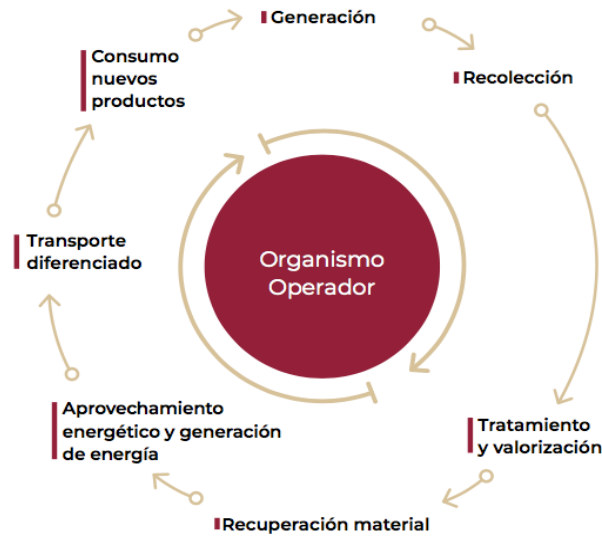 Generación
Recolección
Tratamiento
y valorización
Recuperación material
Aprovechamiento
energético y generación
de energía
Transporte
diferenciado
Consumo
nuevos
productos
Organismo
Operador